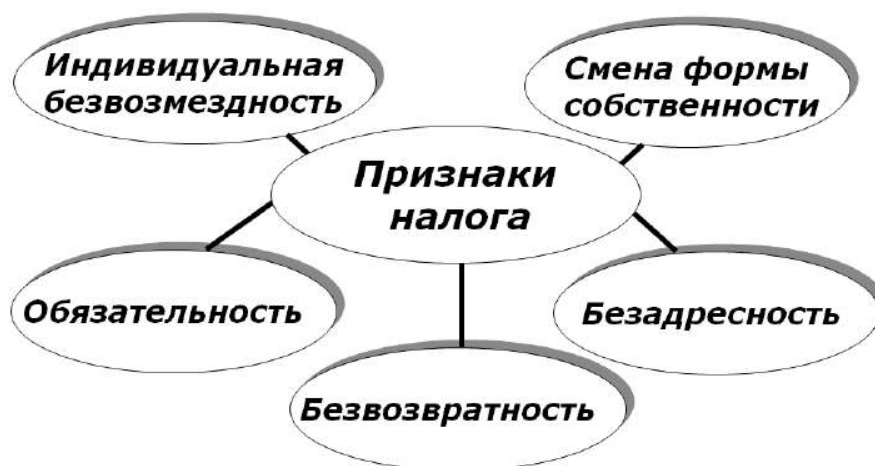 Индивидуальная
безвозмездность
Смена формы
собственности
Признаки
налога
Обязательность
Безадресность
Безвозвратность